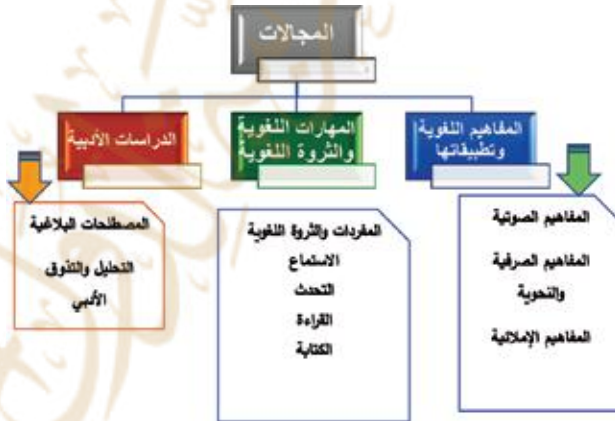 المجالات
المفاهيم اللغوية
وتطبيقاتها
المهارات اللغوية
والثروة اللغوية
الدراسات الأدبية
المفاهيم الصوتية
المفاهيم الصرفية
والنحوية
المفاهيم الإملائية
المفردات والثروة اللغوية
الاستماع
التحدث
القراءة
الكتابة
المصطلحات البلاغية
التحليل والتذوق
الأدبي